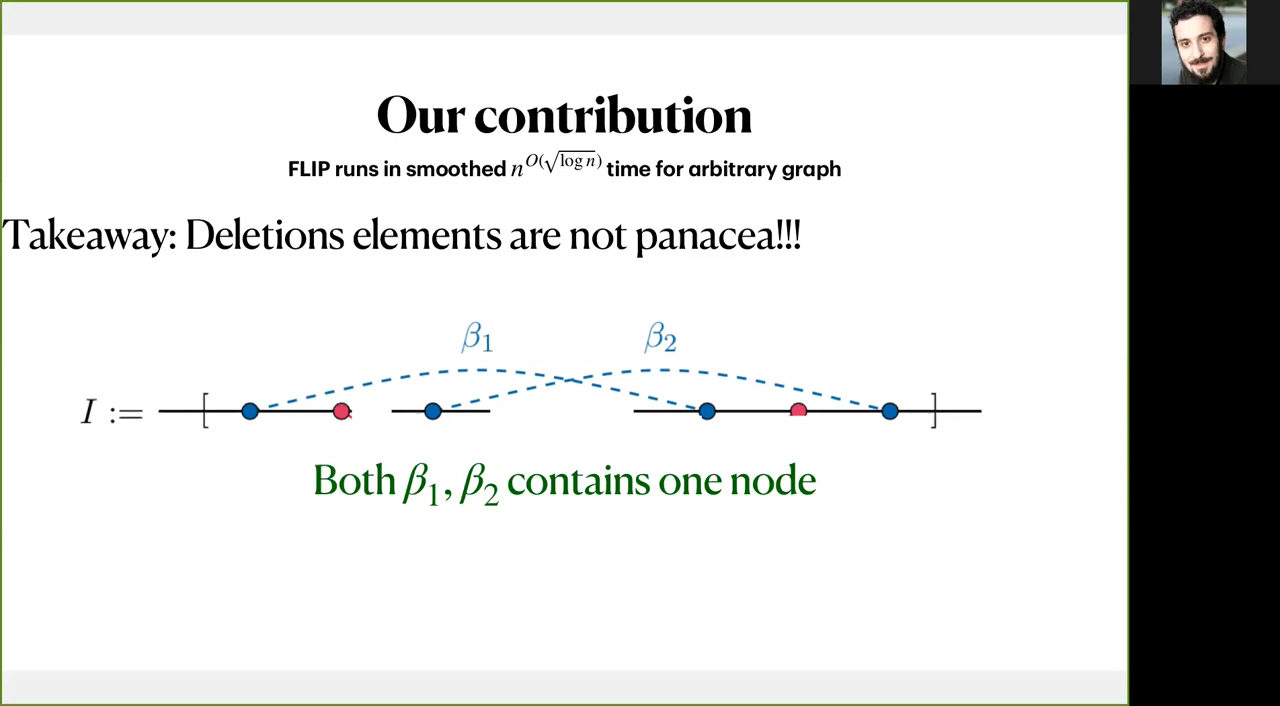 Our contribution
FLIP runs in smoothed $n^{O(\sqrt{\log n})}$ time for arbitrary graph
Takeaway: Deletions elements are not panacea!!!
β₁ β₂
I := [ ]
Both β₁, β₂ contains one node